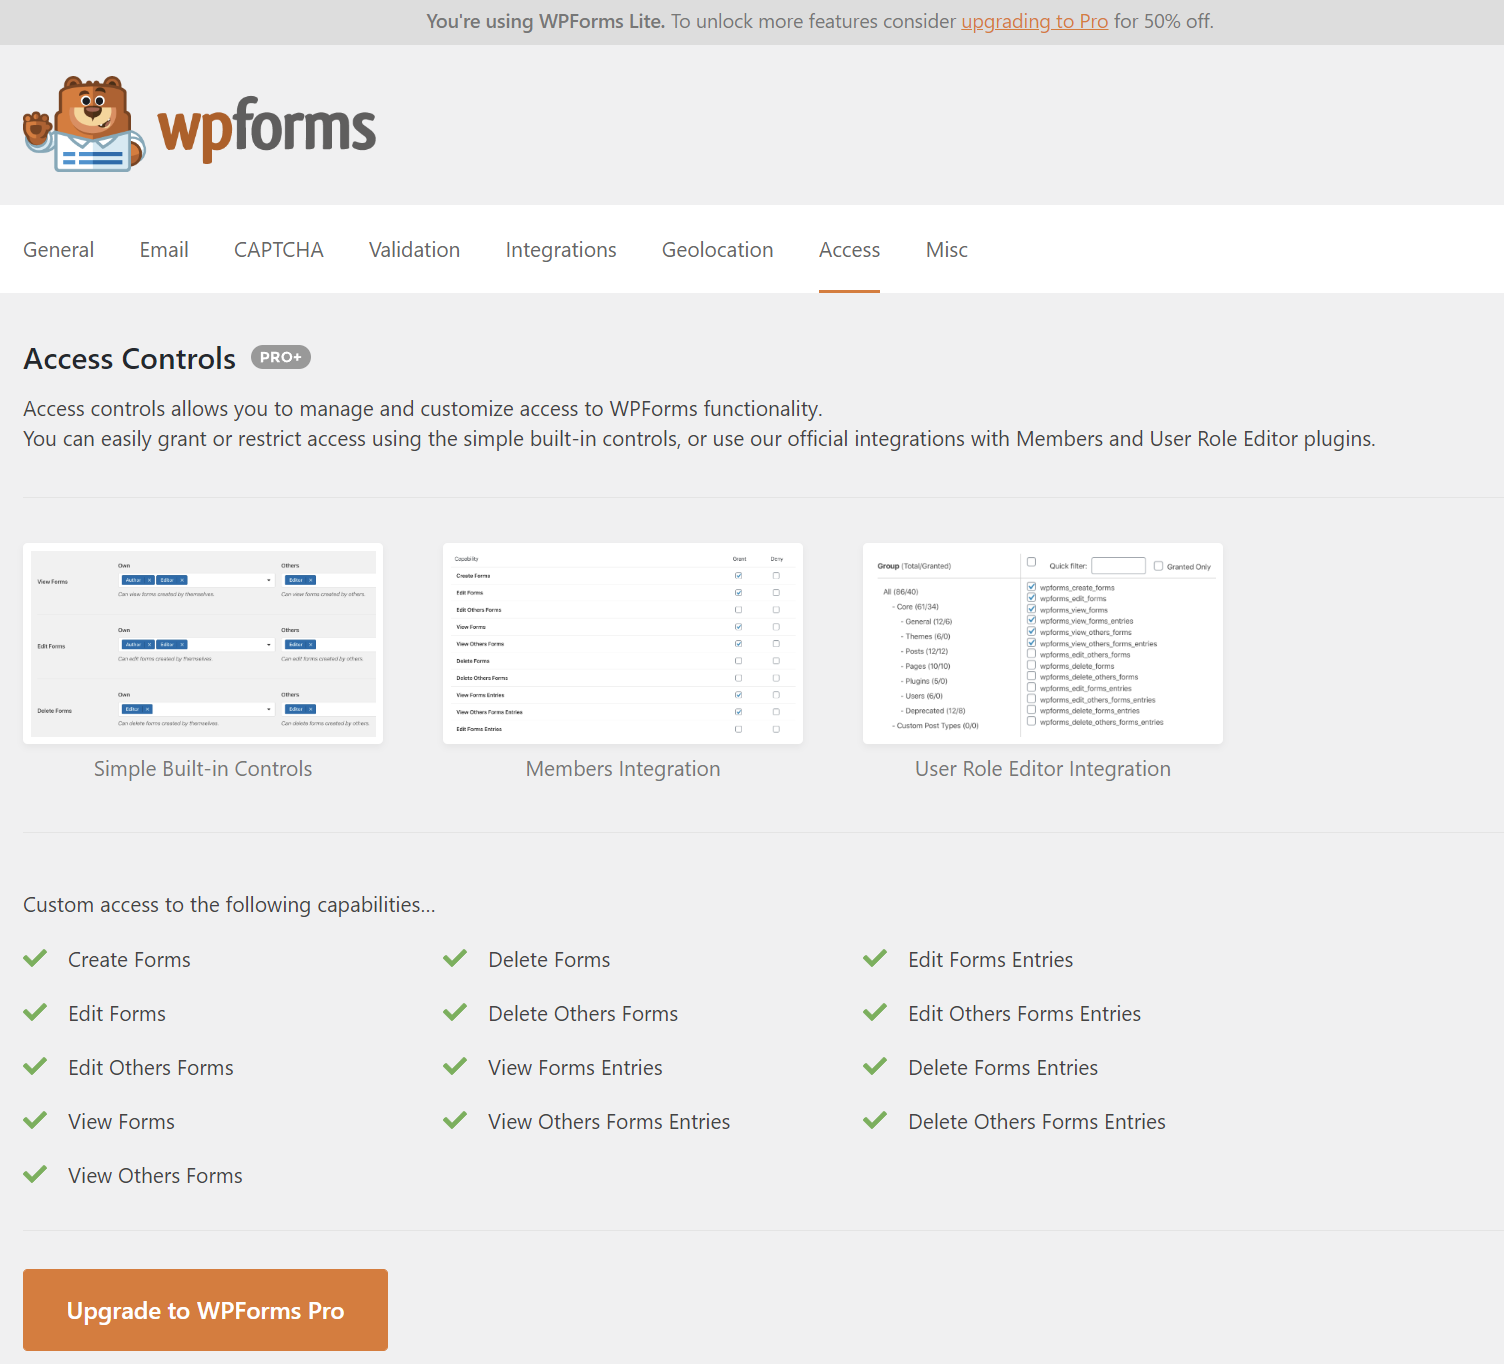 You're using WPForms Lite. To unlock more features consider upgrading to Pro for 50% off.
wpforms
General Email CAPTCHA Validation Integrations Geolocation Access Misc
Access Controls PRO+
Access controls allows you to manage and customize access to WPForms functionality.
You can easily grant or restrict access using the simple built-in controls, or use our official integrations with Members and User Role Editor plugins.
Own Others
View Forms Author × Editor × Editor ×
Can view forms created by themselves. Can view forms created by others.
Own Others
Edit Forms Author × Editor × Editor ×
Can edit forms created by themselves. Can edit forms created by others.
Own Others
Delete Forms Editor × Editor ×
Can delete forms created by themselves. Can delete forms created by others.
Simple Built-in Controls
Capability Grant Deny
Create Forms
Edit Forms
Edit Others Forms
View Forms
View Others Forms
Delete Forms
Delete Others Forms
View Forms Entries
View Others Forms Entries
Edit Forms Entries
Members Integration
Group (Total/Granted) Quick filter: Granted Only
All (86/40)
- Core (61/34)
- General (12/6)
- Themes (6/0)
- Posts (12/12)
- Pages (10/10)
- Plugins (5/0)
- Users (6/0)
- Deprecated (12/6)
- Custom Post Types (0/0)
wpforms_create_forms
wpforms_edit_forms
wpforms_view_forms
wpforms_view_forms_entries
wpforms_view_others_forms
wpforms_view_others_forms_entries
wpforms_edit_others_forms
wpforms_delete_forms
wpforms_delete_others_forms
wpforms_edit_forms_entries
wpforms_edit_others_forms_entries
wpforms_delete_forms_entries
wpforms_delete_others_forms_entries
User Role Editor Integration
Custom access to the following capabilities...
Create Forms
Edit Forms
Edit Others Forms
View Forms
View Others Forms
Delete Forms
Delete Others Forms
View Forms Entries
View Others Forms Entries
Edit Forms Entries
Edit Others Forms Entries
Delete Forms Entries
Delete Others Forms Entries
Upgrade to WPForms Pro